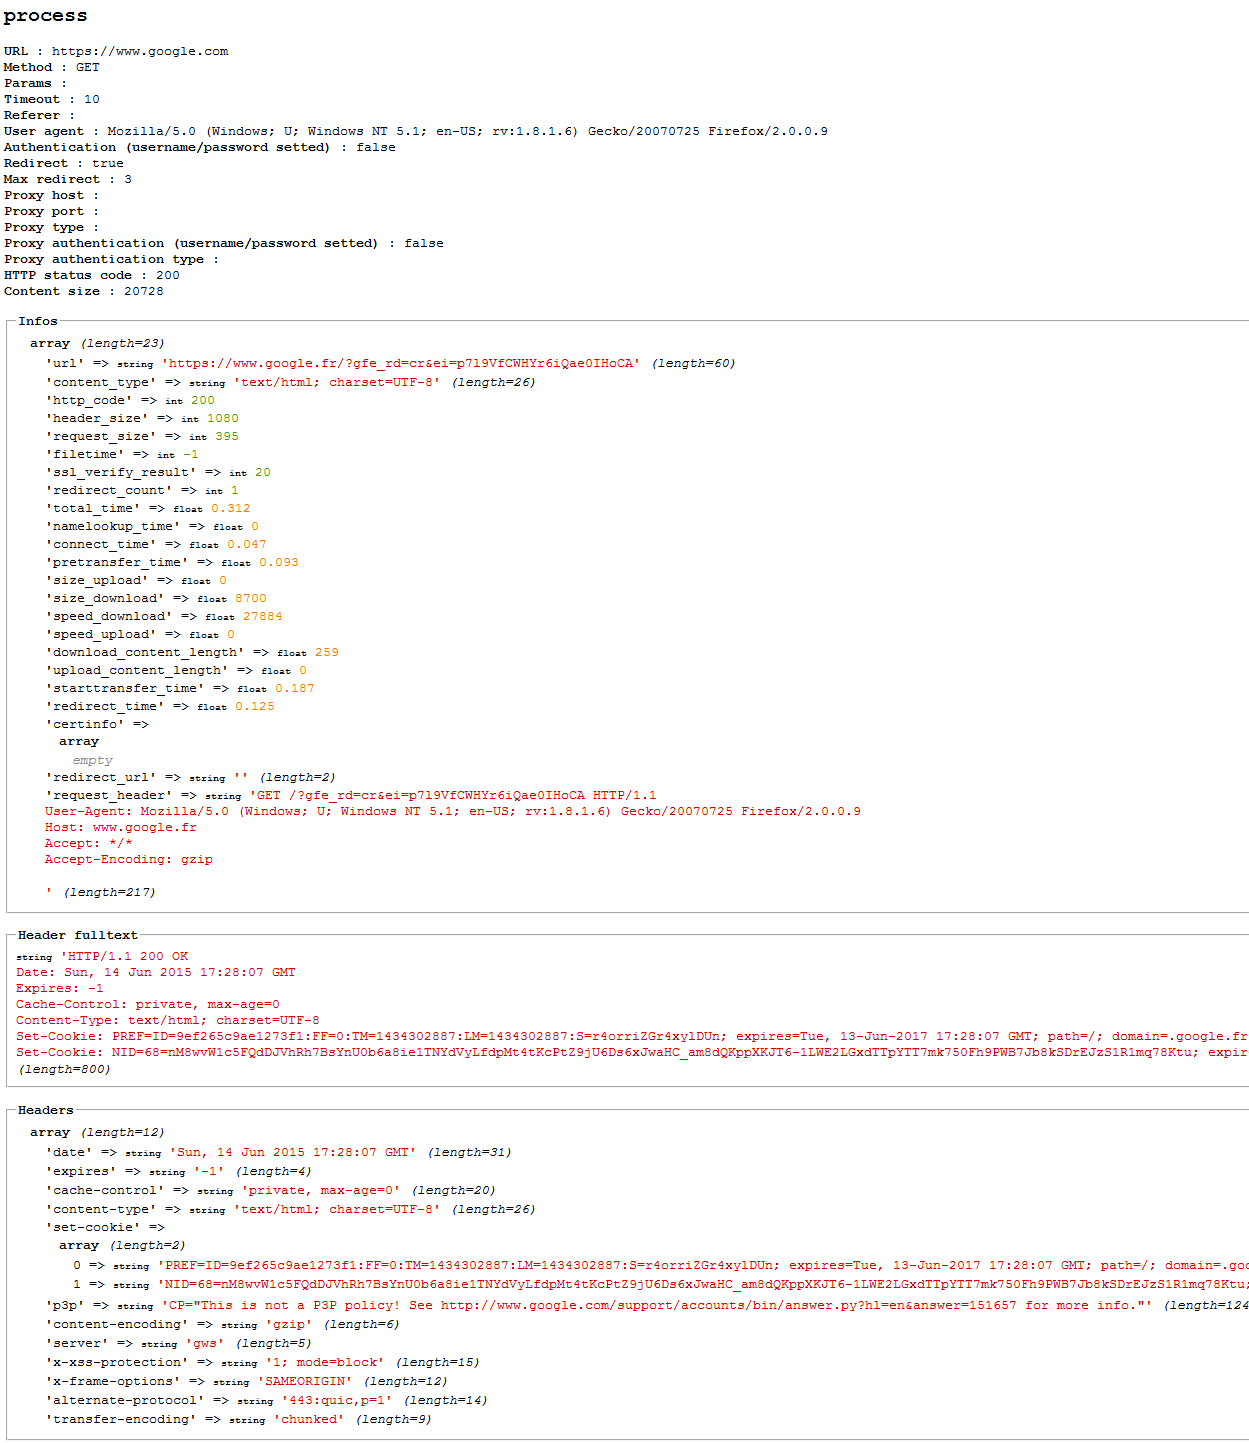 process
URL : https://www.google.com
Method : GET
Params :
Timeout : 10
Referer :
User agent : Mozilla/5.0 (Windows; U; Windows NT 5.1; en-US; rv:1.8.1.6) Gecko/20070725 Firefox/2.0.0.9
Authentication (username/password setted) : false
Redirect : true
Max redirect : 3
Proxy host :
Proxy port :
Proxy type :
Proxy authentication (username/password setted) : false
Proxy authentication type :
HTTP status code : 200
Content size : 20728
Infos
array (length=23)
'url' => string 'https://www.google.fr/?gfe_rd=cr&ei=p7l9VfCWHYr6iQae0IHoCA' (length=60)
'content_type' => string 'text/html; charset=UTF-8' (length=26)
'http_code' => int 200
'header_size' => int 1080
'request_size' => int 395
'filetime' => int -1
'ssl_verify_result' => int 20
'redirect_count' => int 1
'total_time' => float 0.312
'namelookup_time' => float 0
'connect_time' => float 0.047
'pretransfer_time' => float 0.093
'size_upload' => float 0
'size_download' => float 8700
'speed_download' => float 27884
'speed_upload' => float 0
'download_content_length' => float 259
'upload_content_length' => float 0
'starttransfer_time' => float 0.187
'redirect_time' => float 0.125
'certinfo' =>
array
empty
'redirect_url' => string '' (length=2)
'request_header' => string 'GET /?gfe_rd=cr&ei=p7l9VfCWHYr6iQae0IHoCA HTTP/1.1
User-Agent: Mozilla/5.0 (Windows; U; Windows NT 5.1; en-US; rv:1.8.1.6) Gecko/20070725 Firefox/2.0.0.9
Host: www.google.fr
Accept: */*
Accept-Encoding: gzip
' (length=217)
Header fulltext
string 'HTTP/1.1 200 OK
Date: Sun, 14 Jun 2015 17:28:07 GMT
Expires: -1
Cache-Control: private, max-age=0
Content-Type: text/html; charset=UTF-8
Set-Cookie: PREF=ID=9ef265c9ae1273f1:FF=0:TM=1434302887:LM=1434302887:S=r4orriZGr4xylDUn; expires=Tue, 13-Jun-2017 17:28:07 GMT; path=/; domain=.google.fr
Set-Cookie: NID=68=nM8wvW1c5FQdDJVhRh7BsYnU0b6a8ie1TNYdVyLfdpMt4tKcPtZ9jU6Ds6xJwaHC_am8dQKppXKJT6-1LWE2LGxdTTpYTT7mk750Fh9PWB7Jb8kSDrEJzS1R1mq78Ktu; expir
(length=800)
Headers
array (length=12)
'date' => string 'Sun, 14 Jun 2015 17:28:07 GMT' (length=31)
'expires' => string '-1' (length=4)
'cache-control' => string 'private, max-age=0' (length=20)
'content-type' => string 'text/html; charset=UTF-8' (length=26)
'set-cookie' =>
array (length=2)
0 => string 'PREF=ID=9ef265c9ae1273f1:FF=0:TM=1434302887:LM=1434302887:S=r4orriZGr4xylDUn; expires=Tue, 13-Jun-2017 17:28:07 GMT; path=/; domain=.goo
1 => string 'NID=68=nM8wvW1c5FQdDJVhRh7BsYnU0b6a8ie1TNYdVyLfdpMt4tKcPtZ9jU6Ds6xJwaHC_am8dQKppXKJT6-1LWE2LGxdTTpYTT7mk750Fh9PWB7Jb8kSDrEJzS1R1mq78Ktu;
'p3p' => string 'CP="This is not a P3P policy! See http://www.google.com/support/accounts/bin/answer.py?hl=en&answer=151657 for more info."' (length=124
'content-encoding' => string 'gzip' (length=6)
'server' => string 'gws' (length=5)
'x-xss-protection' => string '1; mode=block' (length=15)
'x-frame-options' => string 'SAMEORIGIN' (length=12)
'alternate-protocol' => string '443:quic,p=1' (length=14)
'transfer-encoding' => string 'chunked' (length=9)